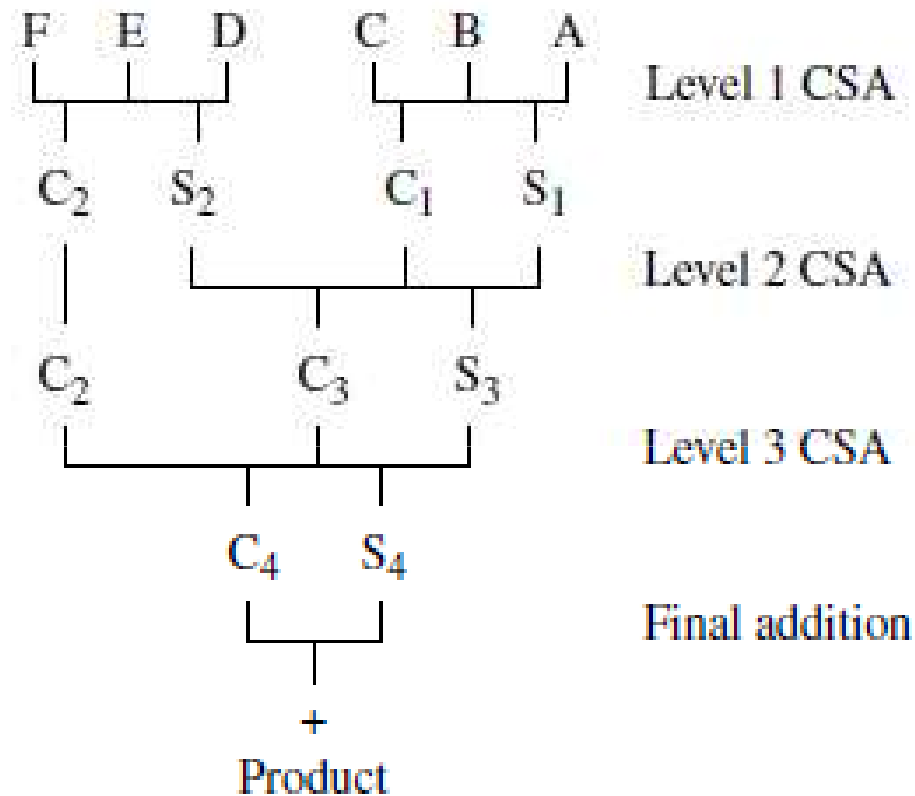 F E D C B A
Level 1 CSA
C₂ S₂ C₁ S₁
Level 2 CSA
C₂ C₃ S₃
Level 3 CSA
C₄ S₄
Final addition
+
Product